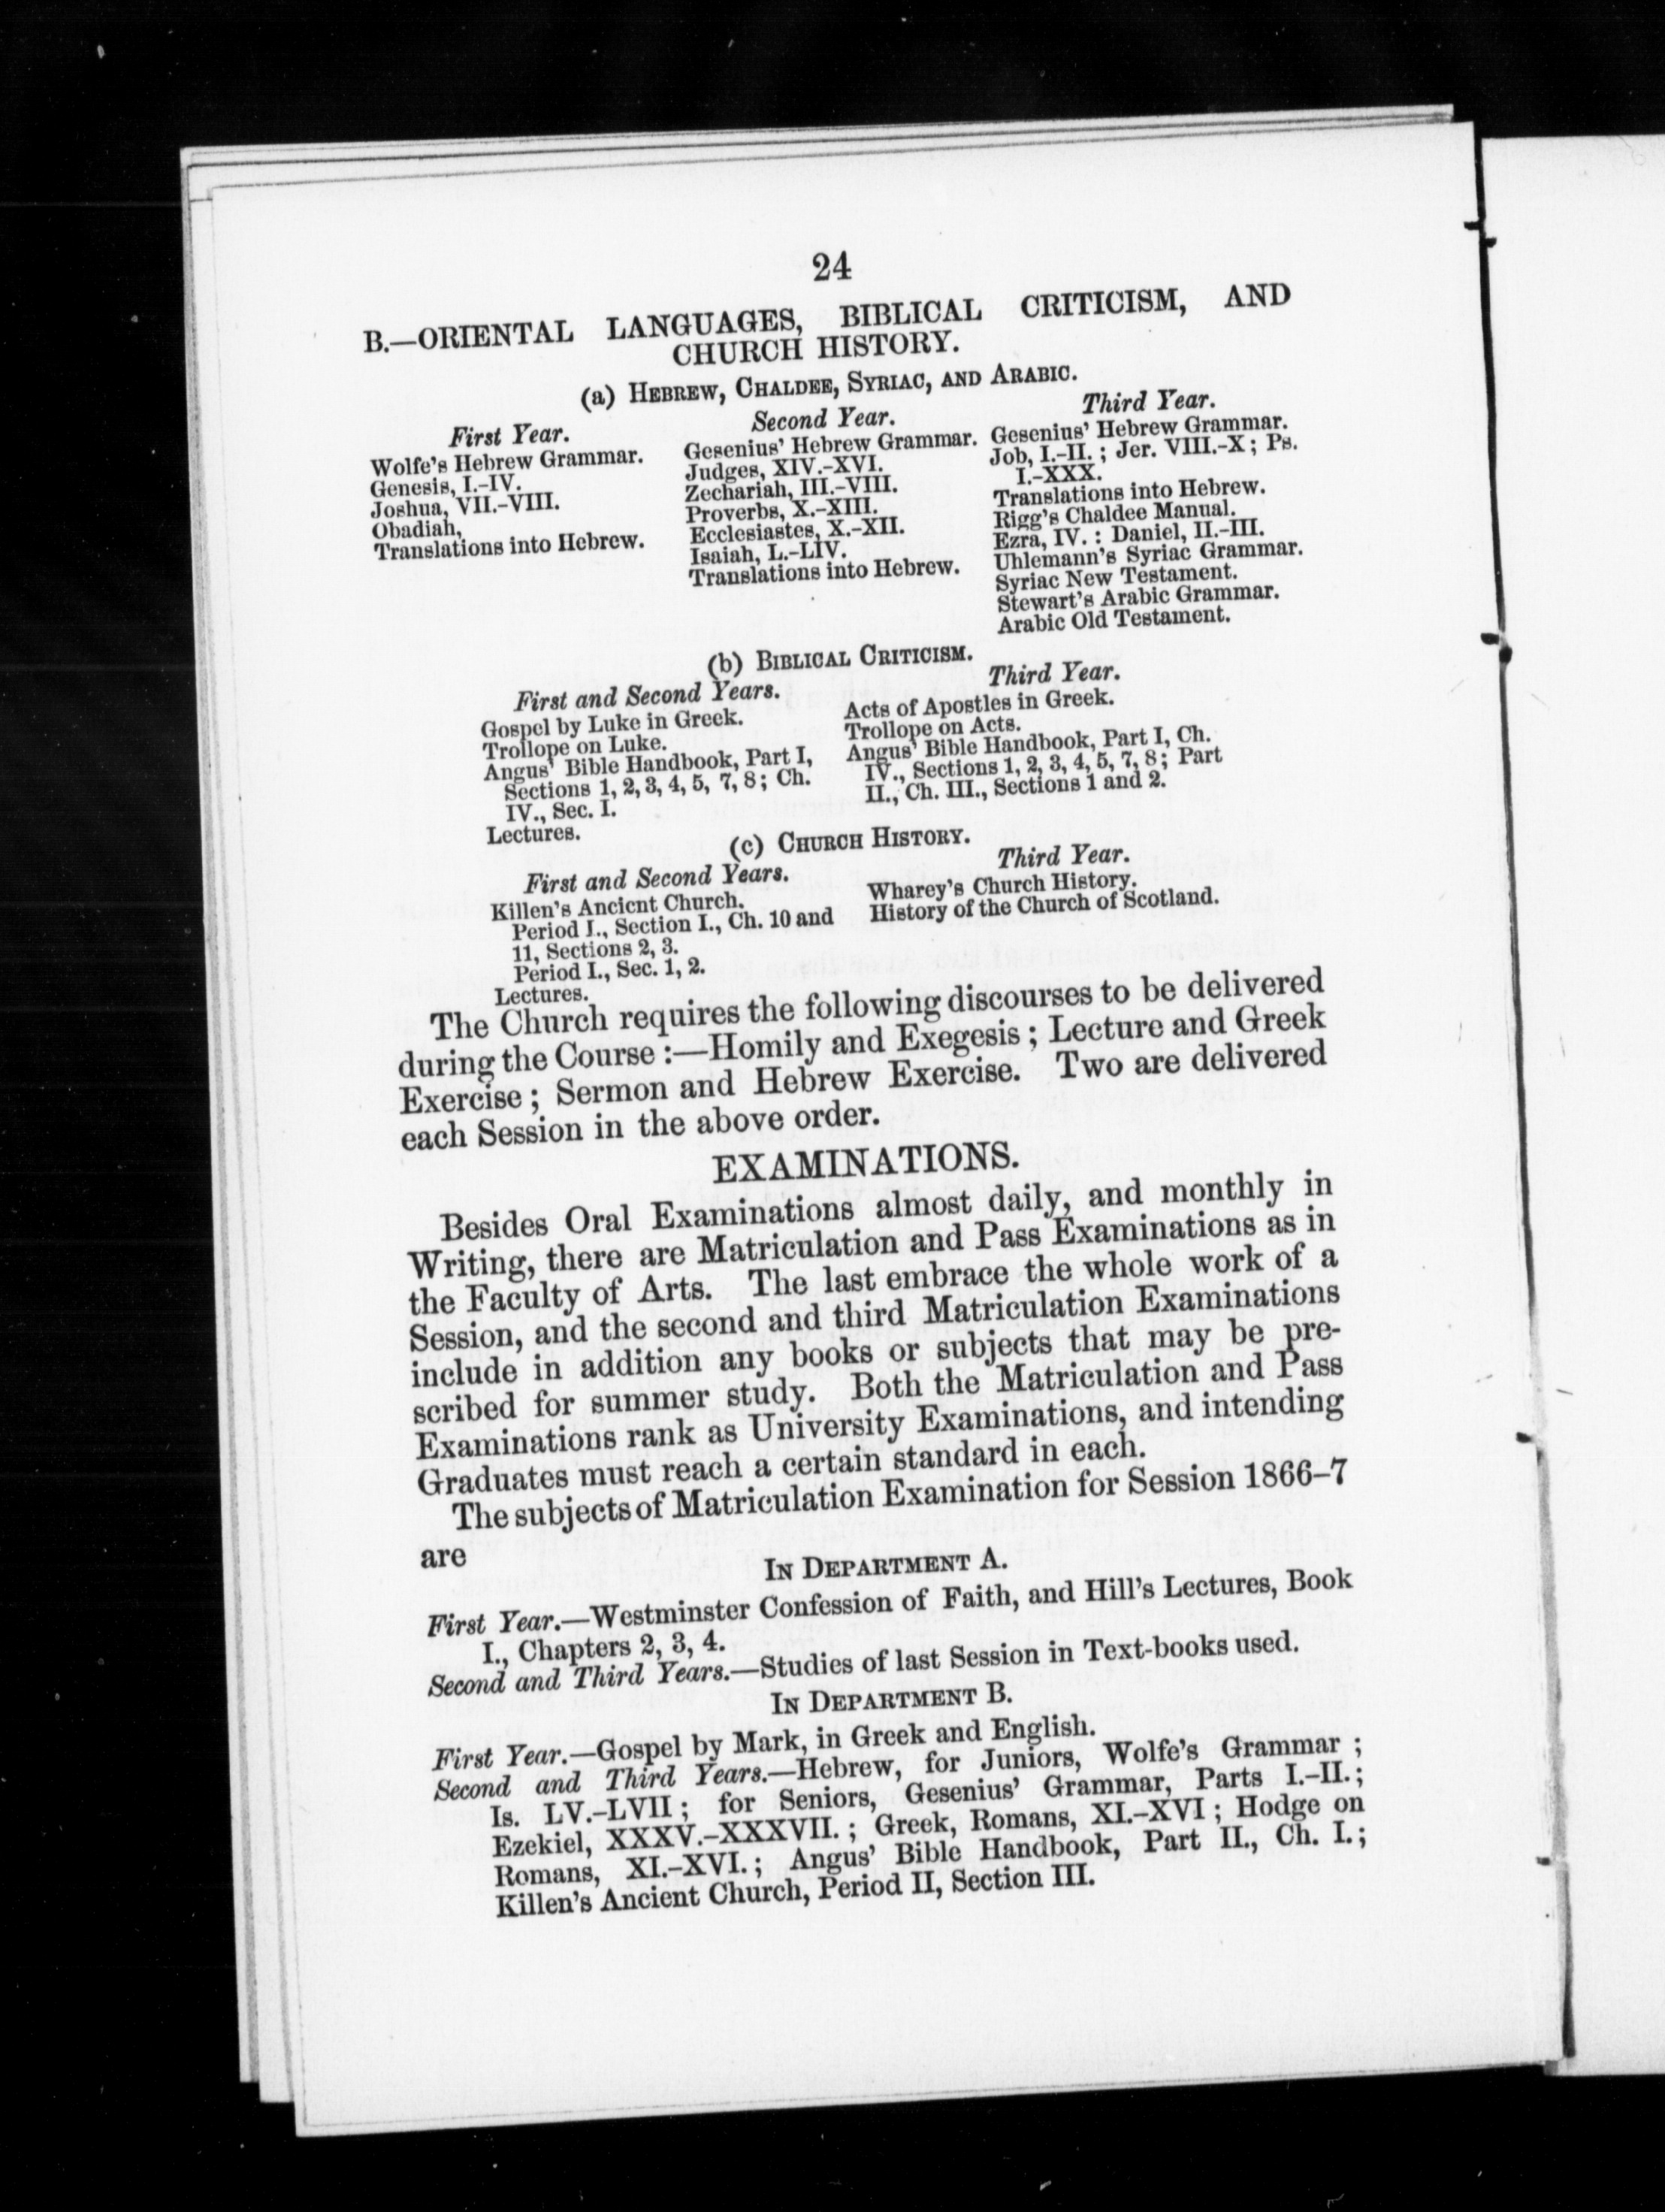 24
B.—ORIENTAL LANGUAGES, BIBLICAL CRITICISM, AND
CHURCH HISTORY.
(a) HEBREW, CHALDEE, SYRIAC, AND ARABIC.
First Year.
Wolfe's Hebrew Grammar.
Genesis, I.-IV.
Joshua, VII.-VIII.
Obadiah,
Translations into Hebrew.
Second Year.
Gesenius' Hebrew Grammar.
Judges, XIV.-XVI.
Zechariah, III.-VIII.
Proverbs, X.-XIII.
Ecclesiastes, X.-XII.
Isaiah, L.-LIV.
Translations into Hebrew.
Third Year.
Gesenius' Hebrew Grammar.
Job, I.-II. ; Jer. VIII.-X ; Ps.
I.-XXX.
Translations into Hebrew.
Rigg's Chaldee Manual.
Ezra, IV. : Daniel, II.-III.
Uhlemann's Syriac Grammar.
Syriac New Testament.
Stewart's Arabic Grammar.
Arabic Old Testament.
(b) BIBLICAL CRITICISM.
First and Second Years.
Gospel by Luke in Greek.
Trollope on Luke.
Angus' Bible Handbook, Part I,
Sections 1, 2, 3, 4, 5, 7, 8 ; Ch.
IV., Sec. I.
Lectures.
Third Year.
Acts of Apostles in Greek.
Trollope on Acts.
Angus' Bible Handbook, Part I, Ch.
IV., Sections 1, 2, 3, 4, 5, 7, 8 ; Part
II., Ch. III., Sections 1 and 2.
(c) CHURCH HISTORY.
First and Second Years.
Killen's Ancient Church.
Period I., Section I., Ch. 10 and
11, Sections 2, 3.
Period I., Sec. 1, 2.
Lectures.
Third Year.
Wharey's Church History.
History of the Church of Scotland.
The Church requires the following discourses to be delivered
during the Course :—Homily and Exegesis ; Lecture and Greek
Exercise ; Sermon and Hebrew Exercise. Two are delivered
each Session in the above order.
EXAMINATIONS.
Besides Oral Examinations almost daily, and monthly in
Writing, there are Matriculation and Pass Examinations as in
the Faculty of Arts. The last embrace the whole work of a
Session, and the second and third Matriculation Examinations
include in addition any books or subjects that may be pre-
scribed for summer study. Both the Matriculation and Pass
Examinations rank as University Examinations, and intending
Graduates must reach a certain standard in each.
The subjects of Matriculation Examination for Session 1866-7
are
IN DEPARTMENT A.
First Year.—Westminster Confession of Faith, and Hill's Lectures, Book
I., Chapters 2, 3, 4.
Second and Third Years.—Studies of last Session in Text-books used.
IN DEPARTMENT B.
First Year.—Gospel by Mark, in Greek and English.
Second and Third Years.—Hebrew, for Juniors, Wolfe's Grammar ;
Is. LV.-LVII ; for Seniors, Gesenius' Grammar, Parts I.-II. ;
Ezekiel, XXXV.-XXXVII. ; Greek, Romans, XI.-XVI ; Hodge on
Romans, XI.-XVI. ; Angus' Bible Handbook, Part II., Ch. I. ;
Killen's Ancient Church, Period II, Section III.